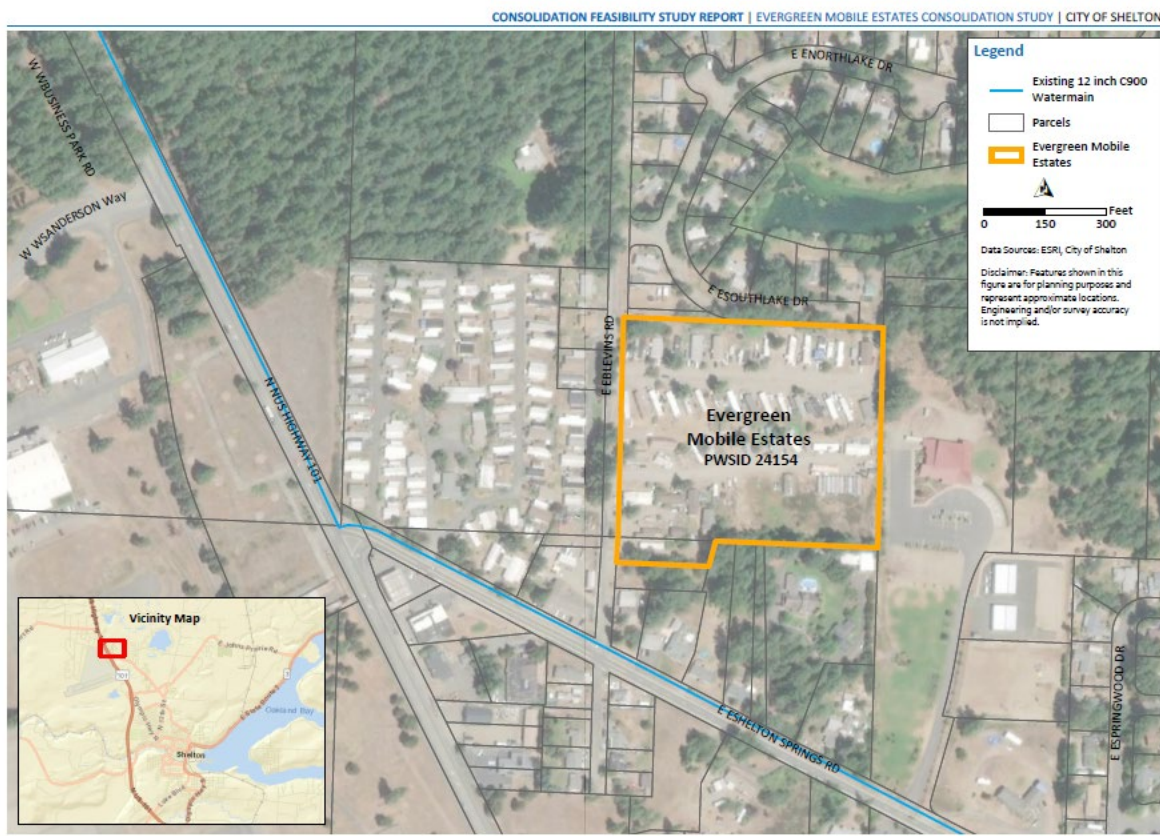 CONSOLIDATION FEASIBILITY STUDY REPORT | EVERGREEN MOBILE ESTATES CONSOLIDATION STUDY | CITY OF SHELTON
Legend
Existing 12 inch C900
Watermain
Parcels
Evergreen Mobile
Estates
Feet
0 150 300
Data Sources: ESRI, City of Shelton
Disclaimer: Features shown in this
figure are for planning purposes and
represent approximate locations.
Engineering and/or survey accuracy
is not implied.
E ENORTHLAKE DR
W WBUSINESS PARK RD
W WSANDERSON Way
E ESOUTHLAKE DR
E EBLEVINS RD
N NUS HIGHWAY 101
Evergreen
Mobile Estates
PWSID 24154
E ESHELTON SPRINGS RD
E ESPRINGWOOD DR
Vicinity Map
E Johns Prairie Rd
101
3
Oakland Bay
Shelton